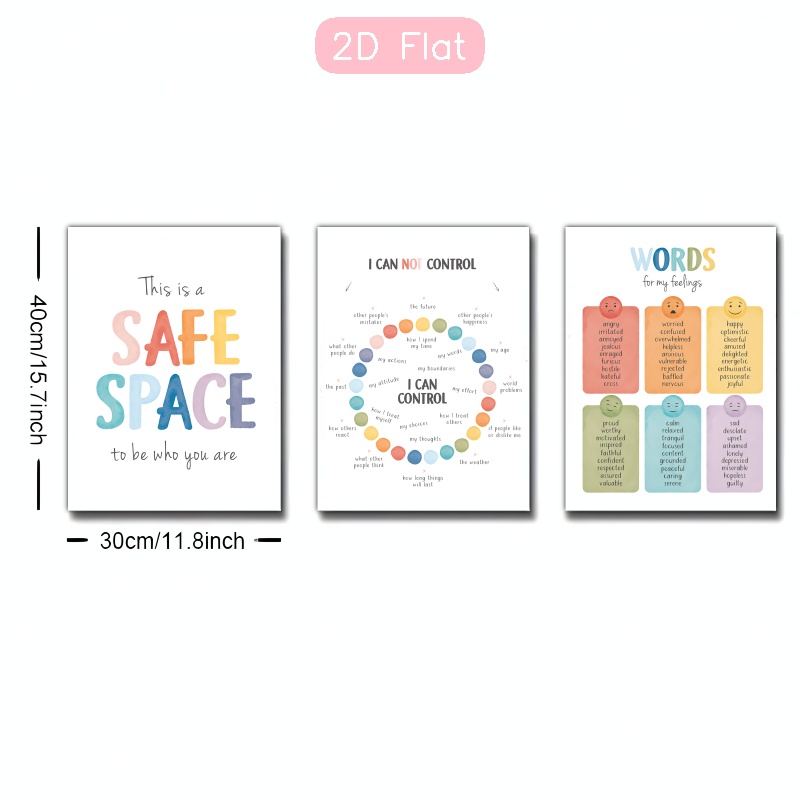 2D Flat
40cm/15.7inch
30cm/11.8inch
This is a
SAFE
SPACE
to be who you are
I CAN NOT CONTROL
the future
other people's
mistakes
other people's
happiness
how I spend
my time
what other
people do
my actions
my words
my age
my boundaries
the past
my attitude
I CAN
CONTROL
my effort
world
problems
how I treat
myself
my choices
how I treat
others
how others
react
my thoughts
if people like
or dislike me
what other
people think
the weather
how long things
will last
WORDS
for my feelings
angry
irritated
annoyed
jealous
enraged
furious
hostile
hateful
cross
worried
confused
overwhelmed
helpless
anxious
vulnerable
rejected
baffled
nervous
happy
optimistic
cheerful
amused
delighted
energetic
enthusiastic
passionate
joyful
proud
worthy
motivated
inspired
faithful
confident
respected
assured
valuable
calm
relaxed
tranquil
focused
content
grounded
peaceful
caring
serene
sad
desolate
upset
ashamed
lonely
depressed
miserable
hopeless
guilty